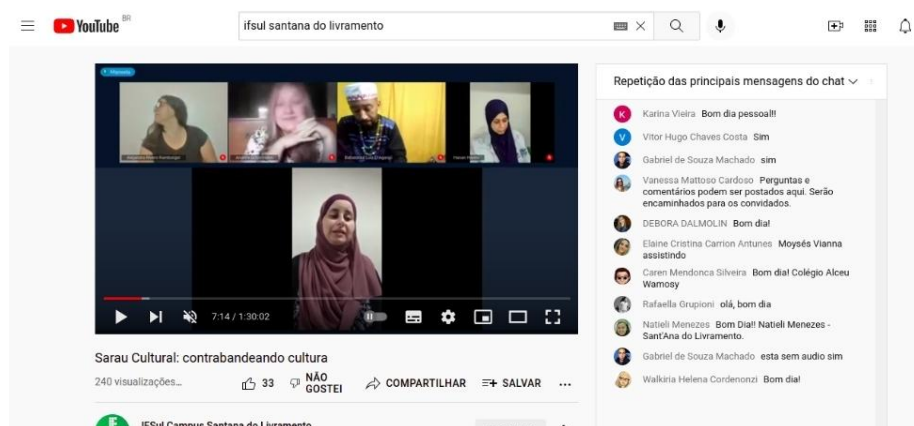 YouTube BR
ifsul santana do livramento
Repetição das principais mensagens do chat
K Karina Vieira Bom dia pessoal!!
V Vitor Hugo Chaves Costa Sim
Gabriel de Souza Machado sim
Vanessa Mattoso Cardoso Perguntas e
comentários podem ser postados aqui. Serão
encaminhados para os convidados.
DEBORA DALMOLIN Bom dia!
Elaine Cristina Carrion Antunes Moysés Vianna
assistindo
Caren Mendonca Silveira Bom dia! Colégio Alceu
Wamosy
Rafaella Grupioni olá, bom dia
Natieli Menezes Bom Dia!! Natieli Menezes -
Sant'Ana do Livramento.
Gabriel de Souza Machado esta sem audio sim
Walkiria Helena Cordenonzi Bom dia!
7:14 / 1:30:02
Sarau Cultural: contrabandeando cultura
240 visualizações...
33
NÃO
GOSTEI
COMPARTILHAR
SALVAR
IFSul Campus Santana do Livramento